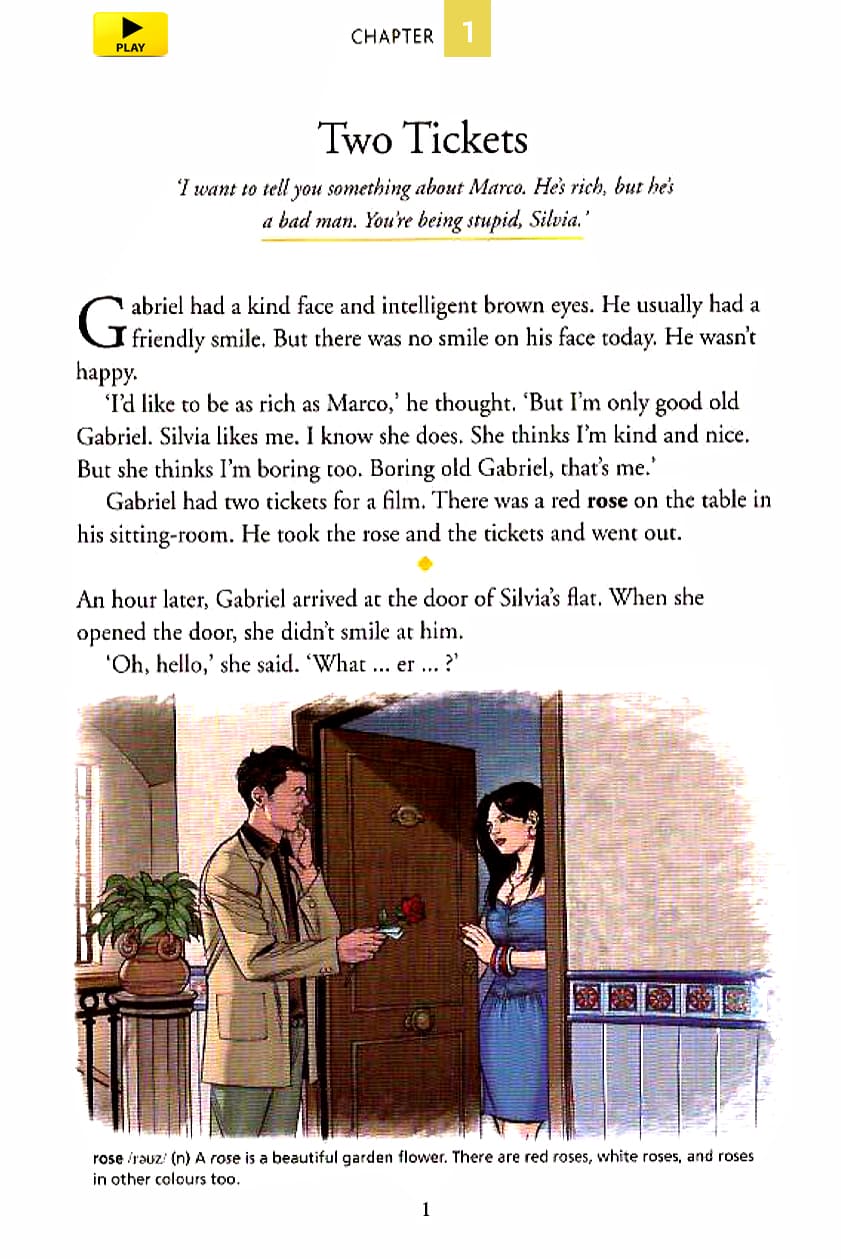 PLAY
CHAPTER 1
Two Tickets
‘I want to tell you something about Marco. He's rich, but he's
a bad man. You're being stupid, Silvia.’
Gabriel had a kind face and intelligent brown eyes. He usually had a
friendly smile. But there was no smile on his face today. He wasn't
happy.
‘I'd like to be as rich as Marco,’ he thought. ‘But I'm only good old
Gabriel. Silvia likes me. I know she does. She thinks I'm kind and nice.
But she thinks I'm boring too. Boring old Gabriel, that's me.’
Gabriel had two tickets for a film. There was a red rose on the table in
his sitting-room. He took the rose and the tickets and went out.
An hour later, Gabriel arrived at the door of Silvia's flat. When she
opened the door, she didn't smile at him.
‘Oh, hello,’ she said. ‘What ... er ... ?’
rose /rəʊz/ (n) A rose is a beautiful garden flower. There are red roses, white roses, and roses
in other colours too.
1